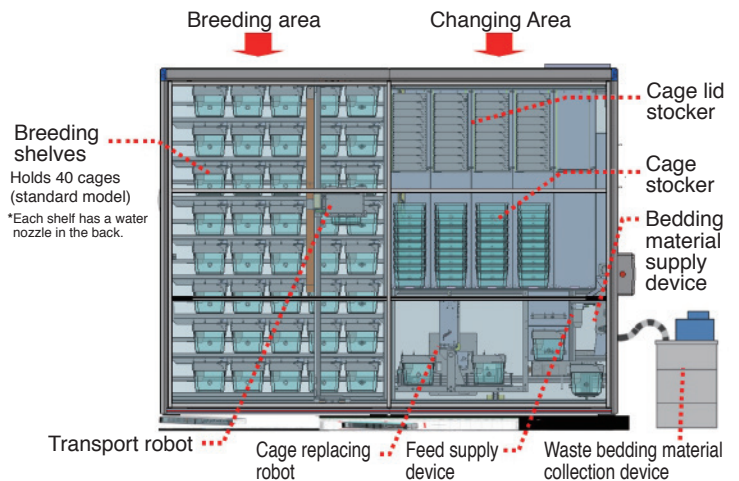 Breeding area
Changing Area
Breeding
shelves
Holds 40 cages
(standard model)
*Each shelf has a water
nozzle in the back.
Cage lid
stocker
Cage
stocker
Bedding
material
supply
device
Transport robot
Cage replacing
robot
Feed supply
device
Waste bedding material
collection device